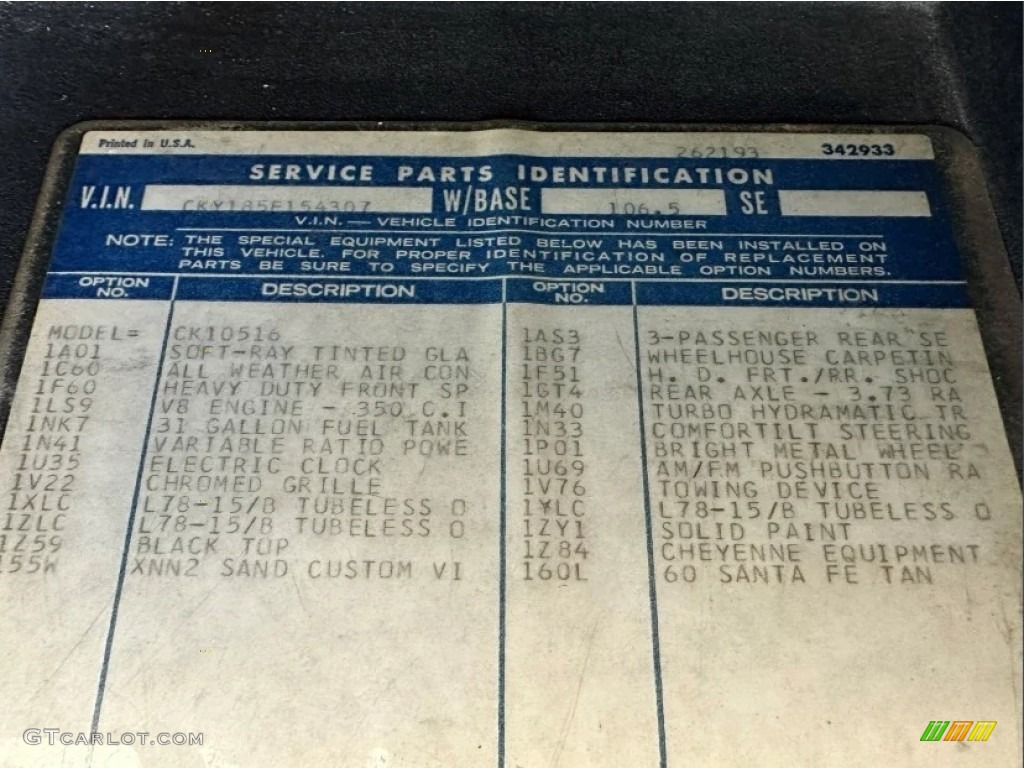 Printed in U.S.A. 262193 342933
SERVICE PARTS IDENTIFICATION
V.I.N. CKY185F154307 W/BASE 106.5 SE
V.I.N. — VEHICLE IDENTIFICATION NUMBER
NOTE: THE SPECIAL EQUIPMENT LISTED BELOW HAS BEEN INSTALLED ON
THIS VEHICLE. FOR PROPER IDENTIFICATION OF REPLACEMENT
PARTS BE SURE TO SPECIFY THE APPLICABLE OPTION NUMBERS.
OPTION NO. DESCRIPTION OPTION NO. DESCRIPTION
MODEL= CK10516 1AS3 3-PASSENGER REAR SE
1A01 SOFT-RAY TINTED GLA 1BG7 WHEELHOUSE CARPETIN
1C60 ALL WEATHER AIR CON 1F51 H. D. FRT./RR. SHOC
1F60 HEAVY DUTY FRONT SP 1GT4 REAR AXLE - 3.73 RA
1LS9 V8 ENGINE - 350 C.I 1M40 TURBO HYDRAMATIC TR
1NK7 31 GALLON FUEL TANK 1N33 COMFORTILT STEERING
1N41 VARIABLE RATIO POWE 1P01 BRIGHT METAL WHEEL
1U35 ELECTRIC CLOCK 1U69 AM/FM PUSHBUTTON RA
1V22 CHROMED GRILLE 1V76 TOWING DEVICE
1XLC L78-15/B TUBELESS O 1YLC L78-15/B TUBELESS O
1ZLC L78-15/B TUBELESS O 1ZY1 SOLID PAINT
1Z59 BLACK TOP 1Z84 CHEYENNE EQUIPMENT
155W XNN2 SAND CUSTOM VI 160L 60 SANTA FE TAN
GTcarlot.com